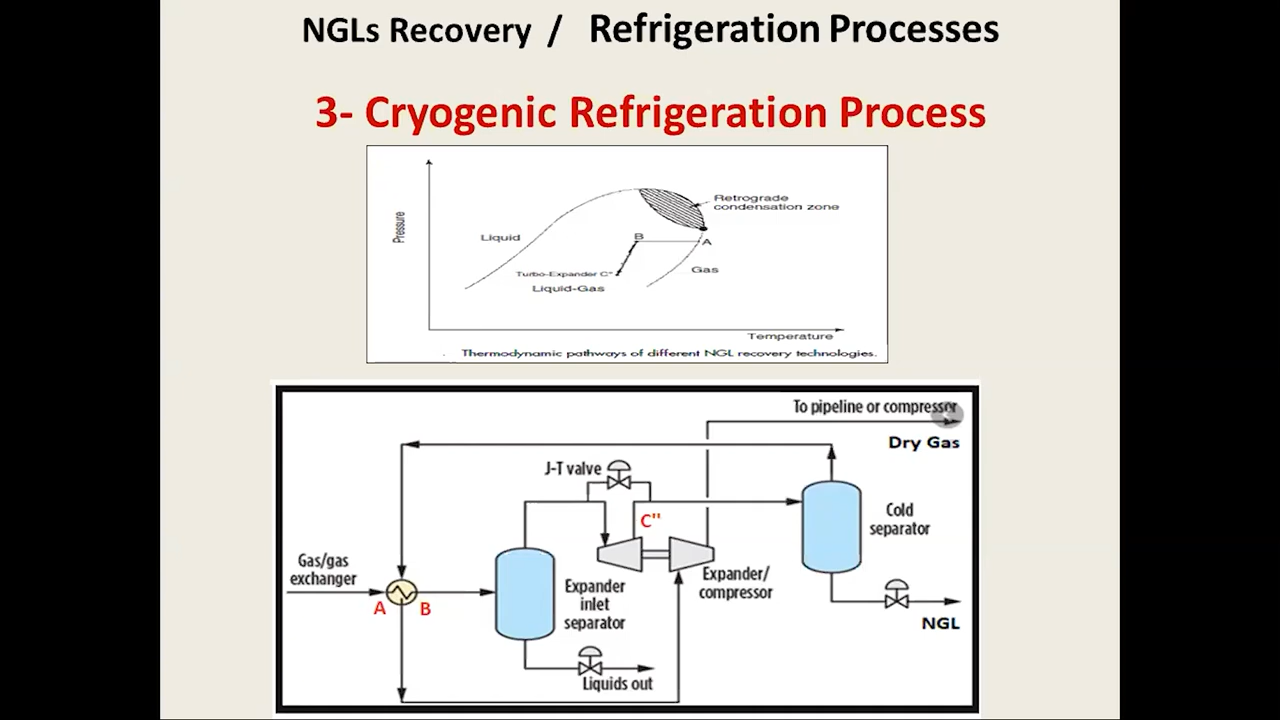 NGLs Recovery / Refrigeration Processes
3- Cryogenic Refrigeration Process
Retrograde
condensation zone
Pressure
Liquid
B
A
Gas
Turbo-Expander C"
Liquid-Gas
Temperature
Thermodynamic pathways of different NGL recovery technologies.
To pipeline or compressor
Dry Gas
J-T valve
C"
Cold
separator
Gas/gas
exchanger
A
B
Expander
inlet
separator
Expander/
compressor
NGL
Liquids out